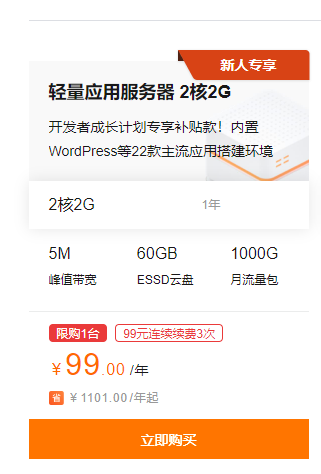 新人专享
轻量应用服务器 2核2G
开发者成长计划专享补贴款！内置
WordPress等22款主流应用搭建环境
2核2G 1年
5M 60GB 1000G
峰值带宽 ESSD云盘 月流量包
限购1台 99元连续续费3次
¥99.00 /年
省 ¥1101.00/年起
立即购买